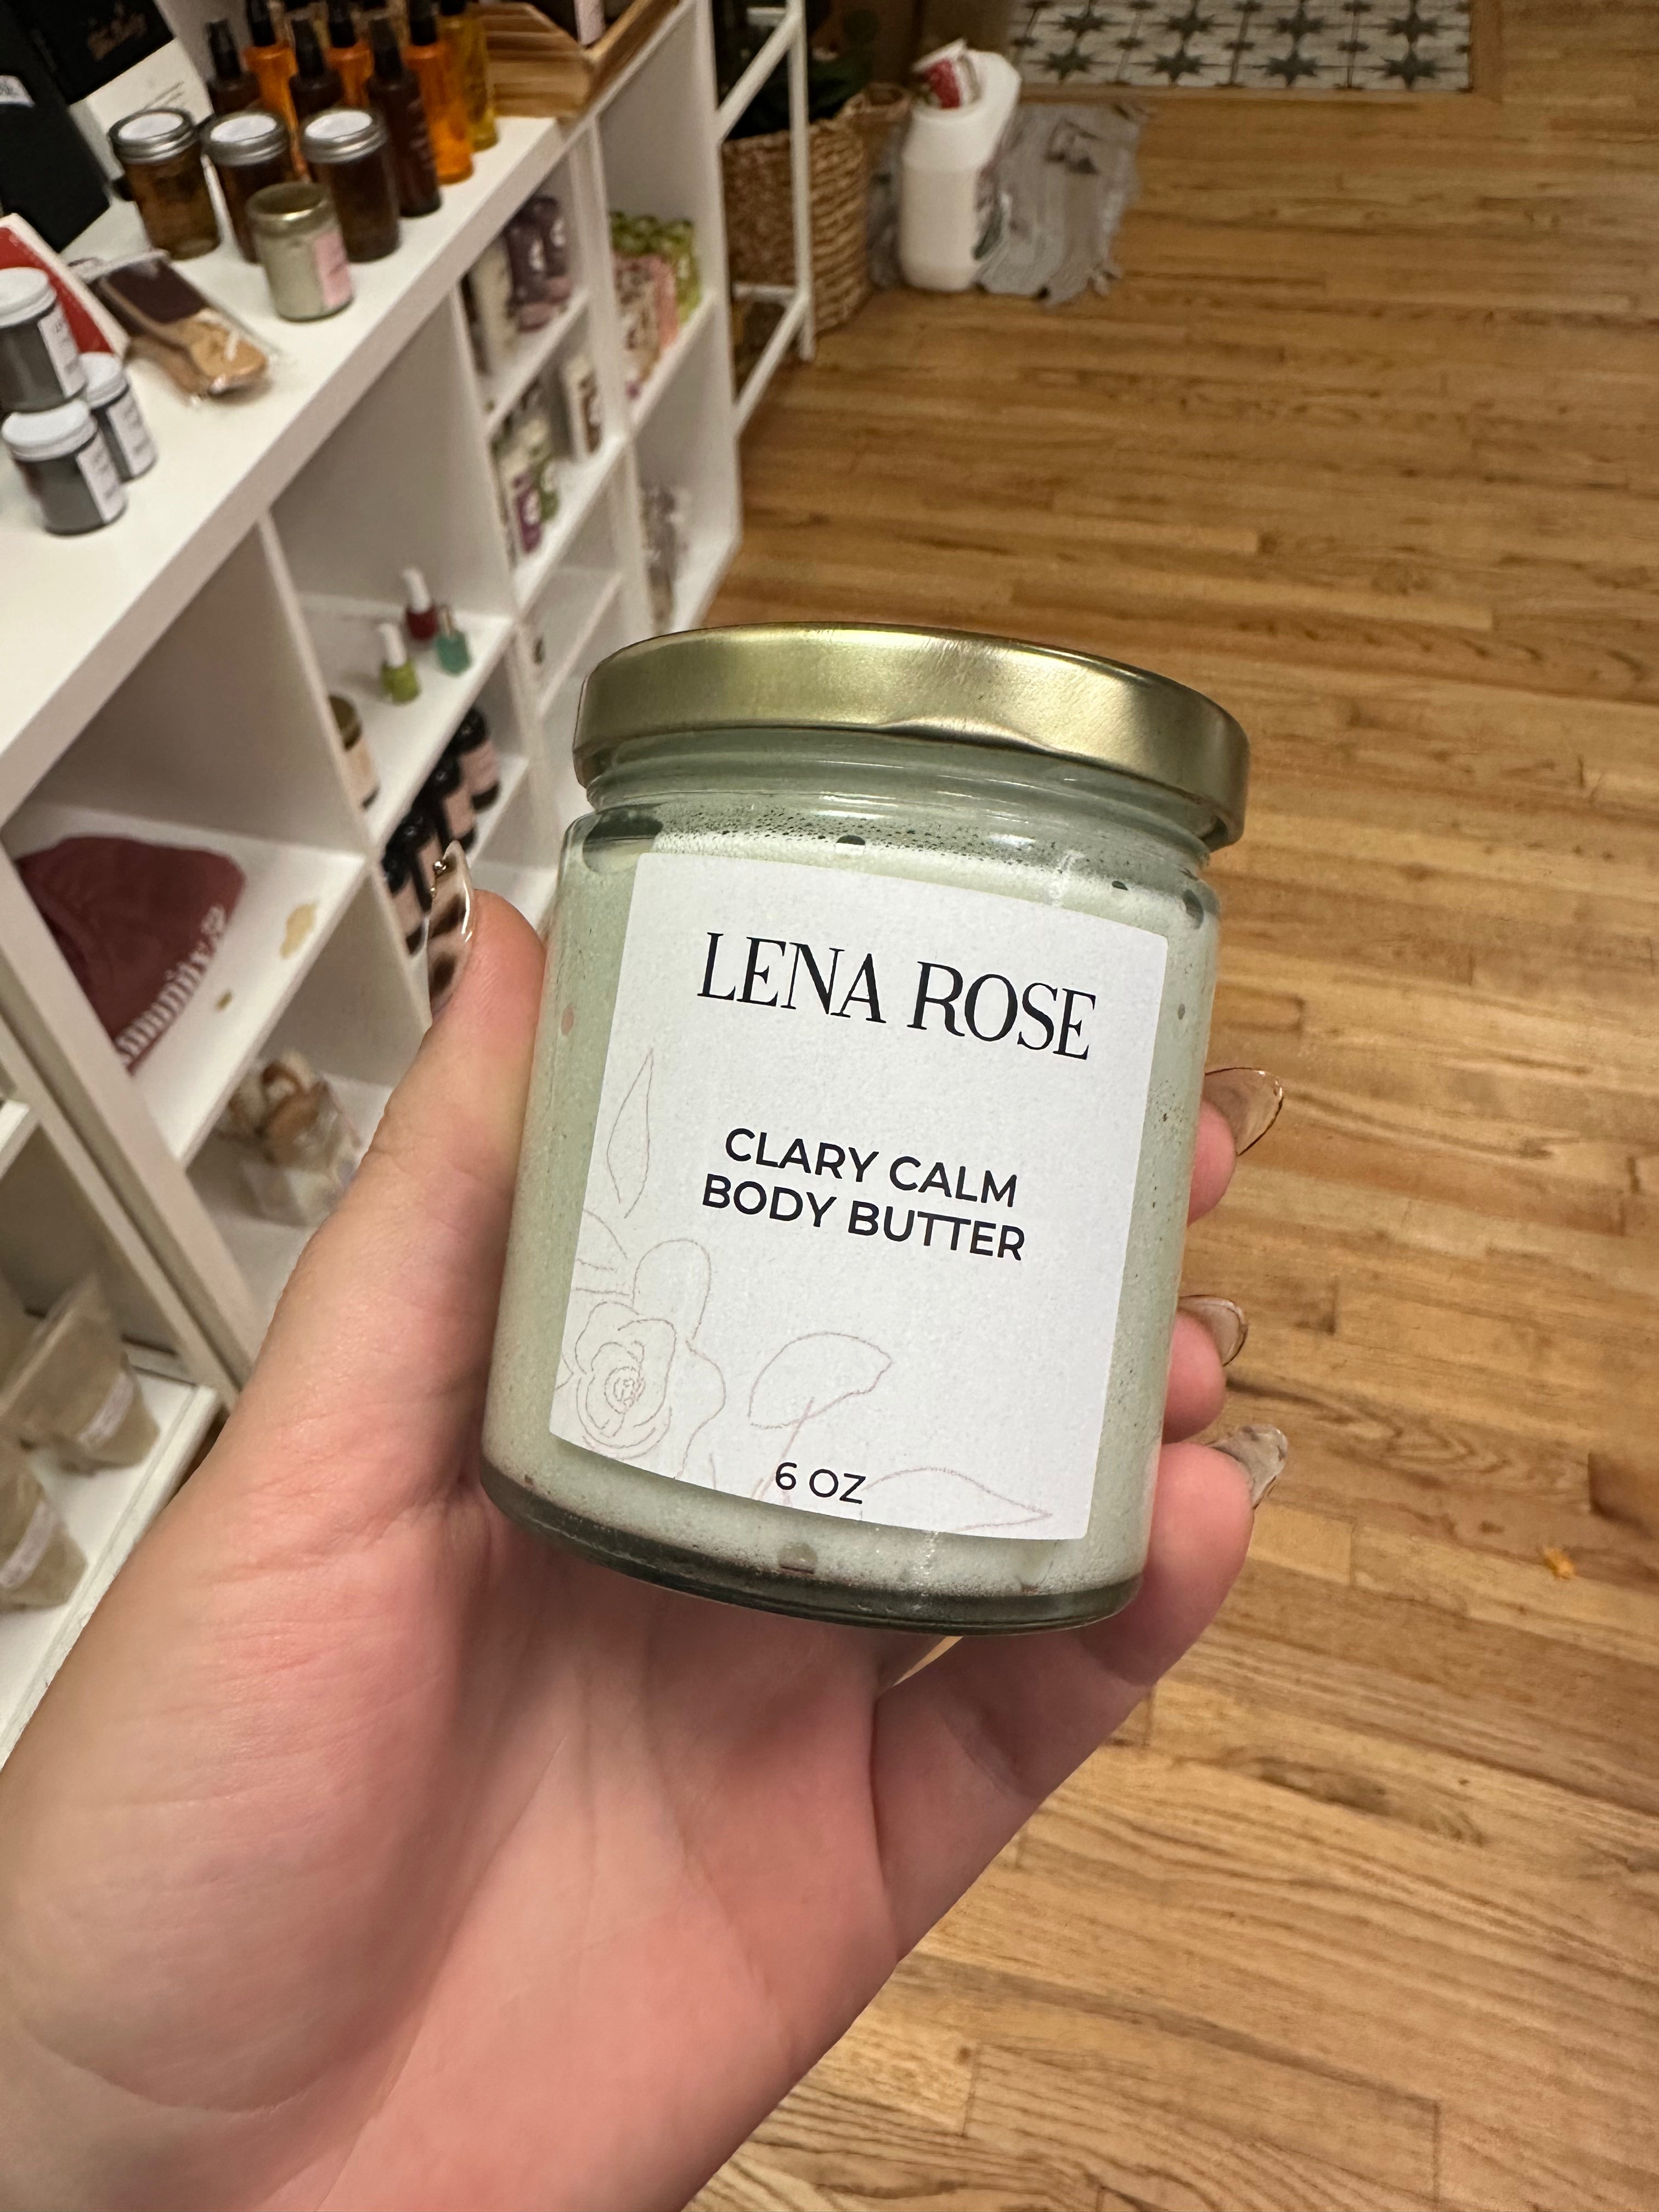 LENA ROSE
CLARY CALM
BODY BUTTER
6 OZ